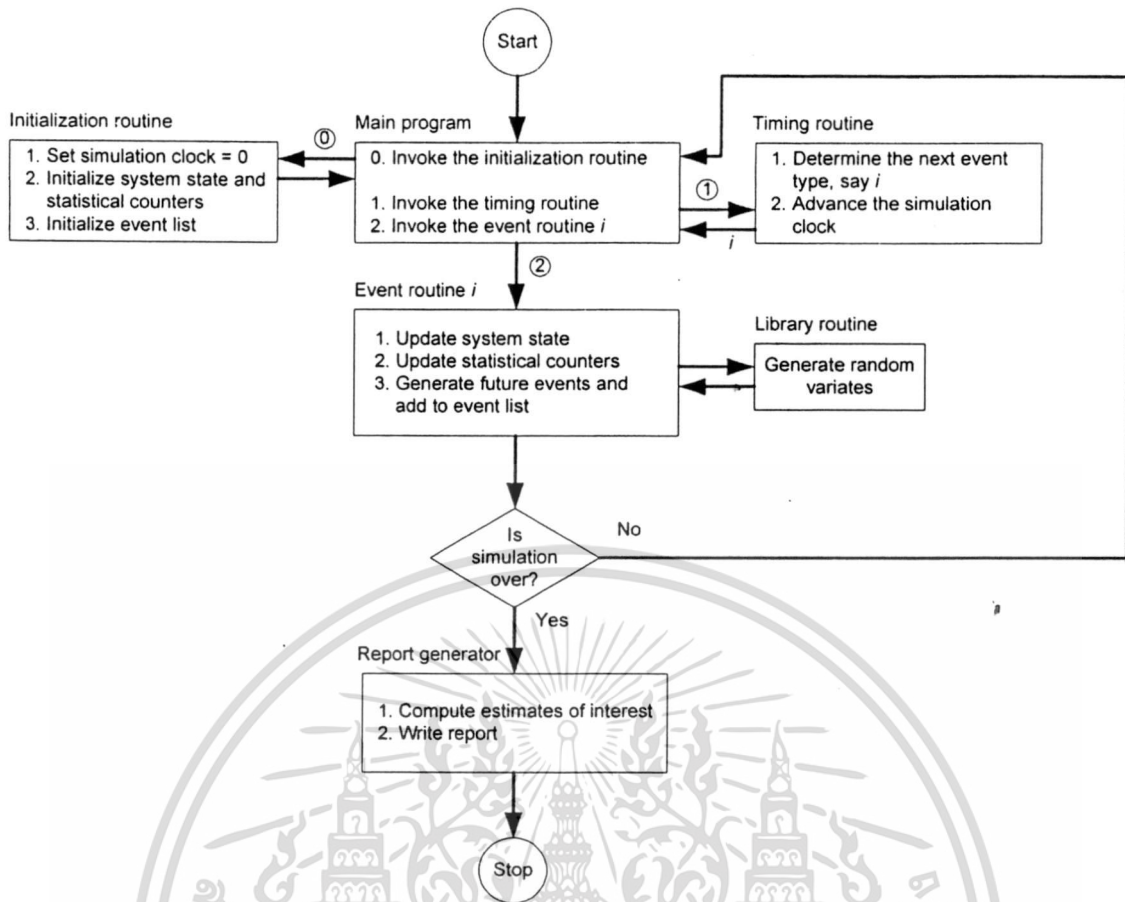 Start
Initialization routine
⓪
1. Set simulation clock = 0
2. Initialize system state and
statistical counters
3. Initialize event list
Main program
0. Invoke the initialization routine
1. Invoke the timing routine
2. Invoke the event routine i
①
i
Timing routine
1. Determine the next event
type, say i
2. Advance the simulation
clock
②
Event routine i
1. Update system state
2. Update statistical counters
3. Generate future events and
add to event list
Library routine
Generate random
variates
Is
simulation
over?
No
Yes
Report generator
1. Compute estimates of interest
2. Write report
Stop